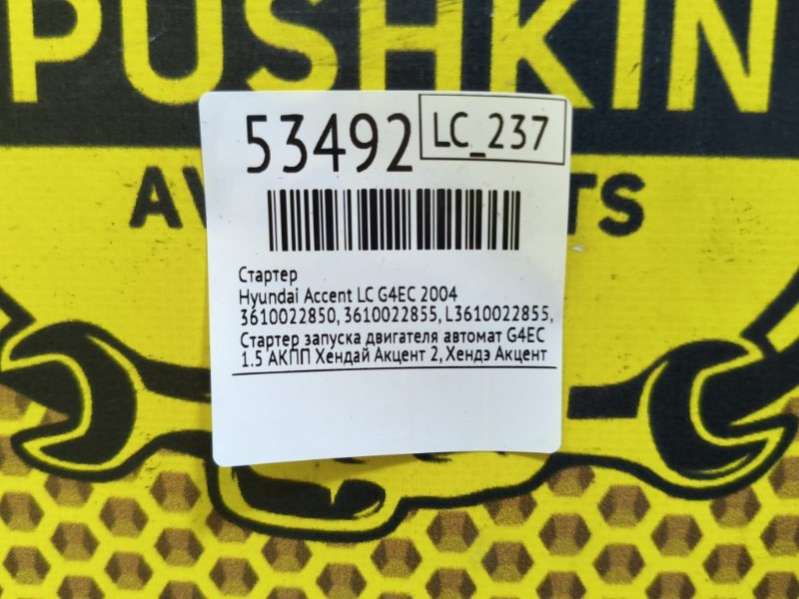 PUSHKIN
53492
LC_237
Стартер
Hyundai Accent LC G4EC 2004
3610022850, 3610022855, L3610022855,
Стартер запуска двигателя автомат G4EC
1.5 АКПП Хендай Акцент 2, Хендэ Акцент